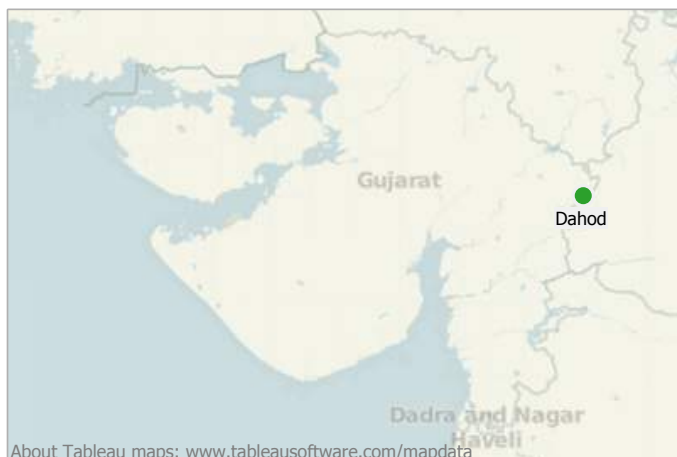 Gujarat
Dahod
Dadra and Nagar
Haveli
About Tableau maps: www.tableausoftware.com/mapdata